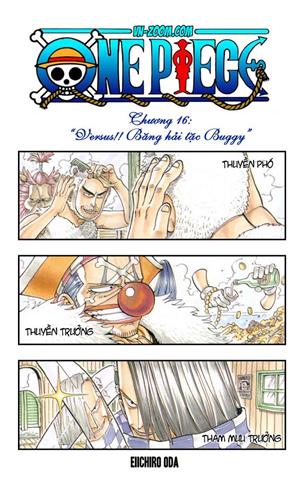 VN-ZOOM.COM
ONE PIECE
Chương 16:
"Versus!! Băng hải tặc Buggy"
THUYỀN PHÓ
THUYỀN TRƯỞNG
THAM MƯU TRƯỞNG
EIICHIRO ODA